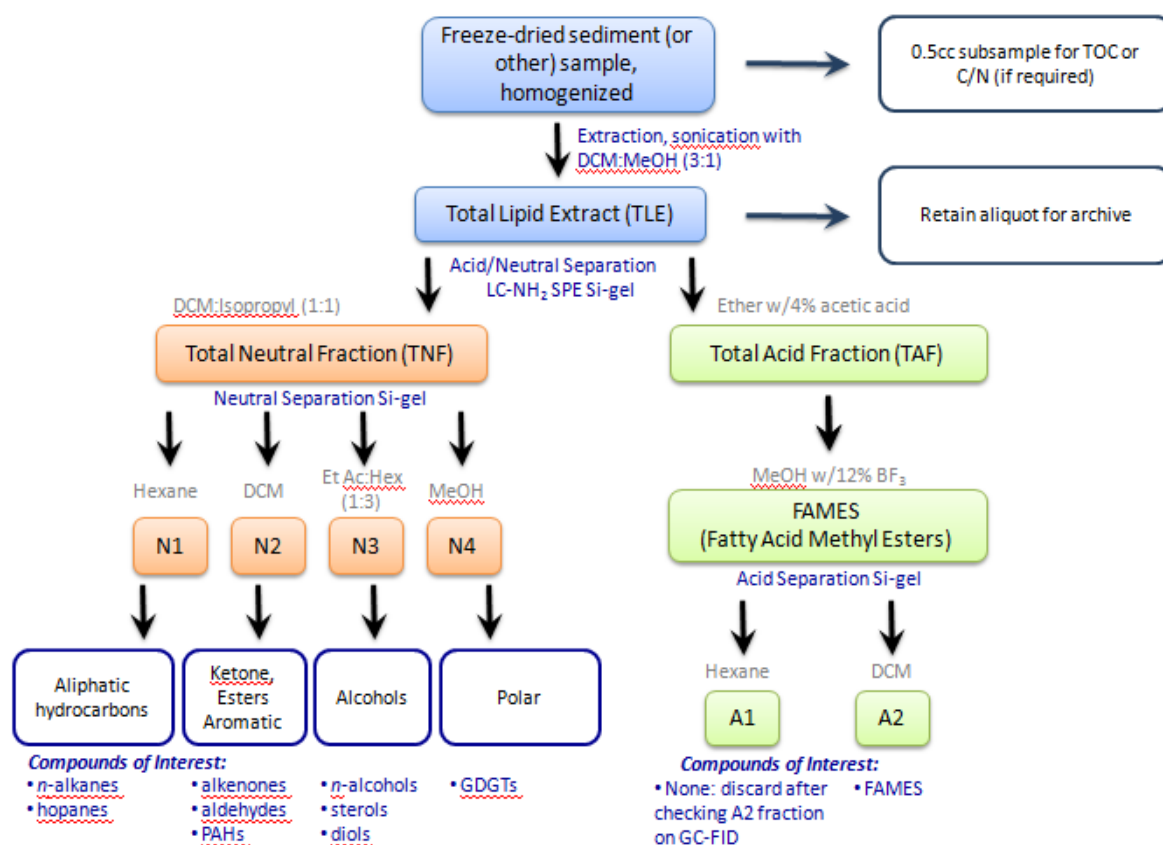 Freeze-dried sediment (or
other) sample,
homogenized
0.5cc subsample for TOC or
C/N (if required)
Extraction, sonication with
DCM:MeOH (3:1)
Total Lipid Extract (TLE)
Retain aliquot for archive
Acid/Neutral Separation
LC-NH₂ SPE Si-gel
DCM:Isopropyl (1:1)
Ether w/4% acetic acid
Total Neutral Fraction (TNF)
Total Acid Fraction (TAF)
Neutral Separation Si-gel
Hexane
DCM
Et Ac:Hex
(1:3)
MeOH
MeOH w/12% BF₃
N1
N2
N3
N4
FAMES
(Fatty Acid Methyl Esters)
Acid Separation Si-gel
Aliphatic
hydrocarbons
Ketone,
Esters
Aromatic
Alcohols
Polar
Hexane
DCM
A1
A2
Compounds of Interest:
• n-alkanes
• hopanes
• alkenones
• aldehydes
• PAHs
• n-alcohols
• sterols
• diols
• GDGTs
Compounds of Interest:
• None: discard after
checking A2 fraction
on GC-FID
• FAMES